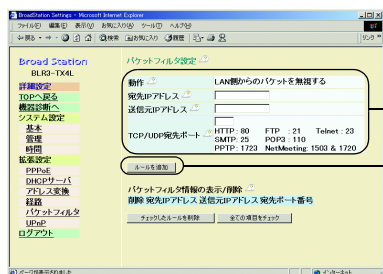 BroadStation Settings - Microsoft Internet Explorer
ファイル(F) 編集(E) 表示(V) お気に入り(A) ツール(T) ヘルプ(H)
戻る 検索 お気に入り 履歴
リンク
Broad Station
BLR3-TX4L
詳細設定
TOPへ戻る
機器診断へ
システム設定
基本
管理
時間
拡張設定
PPPoE
DHCPサーバ
アドレス変換
経路
パケットフィルタ
UPnP
ログアウト
パケットフィルタ設定
動作 LAN側からのパケットを無視する
宛先IPアドレス
送信元IPアドレス
TCP/UDP宛先ポート
HTTP: 80 FTP : 21 Telnet : 23
SMTP: 25 POP3 : 110
PPTP : 1723 NetMeeting: 1503 & 1720
ルールを追加
パケットフィルタ情報の表示/削除
削除 宛先IPアドレス 送信元IPアドレス 宛先ポート番号
チェックしたルールを削除 全ての項目をチェック
ページが表示されました
インターネット